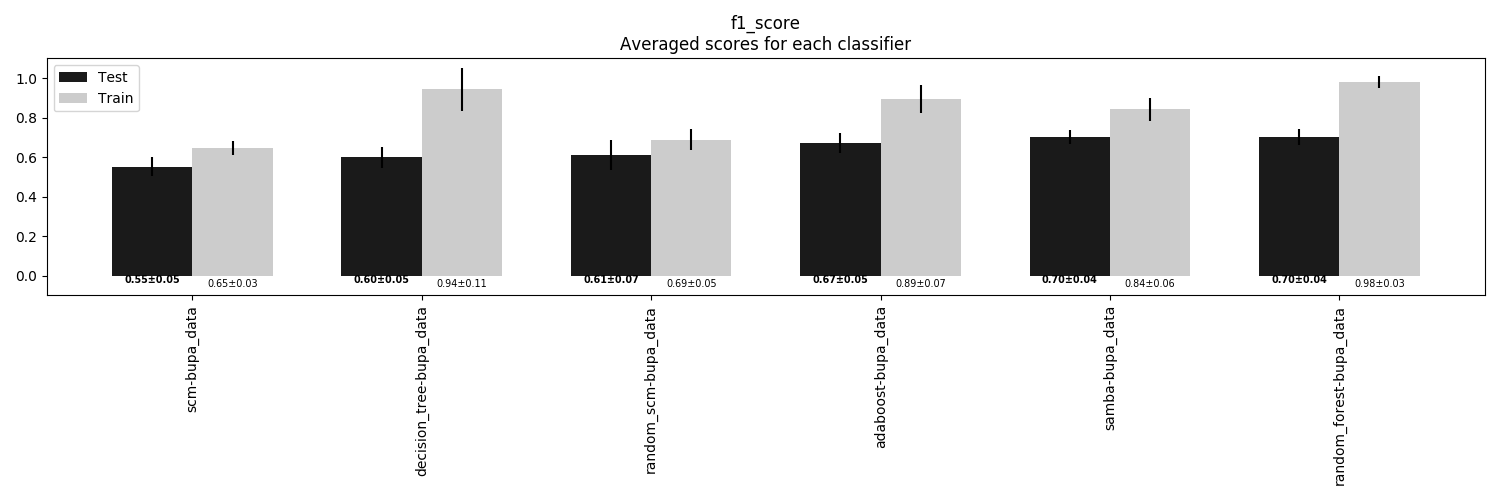 f1_score
Averaged scores for each classifier
Test
Train
1.0
0.8
0.6
0.4
0.2
0.0
0.55±0.05 0.65±0.03 0.60±0.05 0.94±0.11 0.61±0.07 0.69±0.05 0.67±0.05 0.89±0.07 0.70±0.04 0.84±0.06 0.70±0.04 0.98±0.03
scm-bupa_data
decision_tree-bupa_data
random_scm-bupa_data
adaboost-bupa_data
samba-bupa_data
random_forest-bupa_data